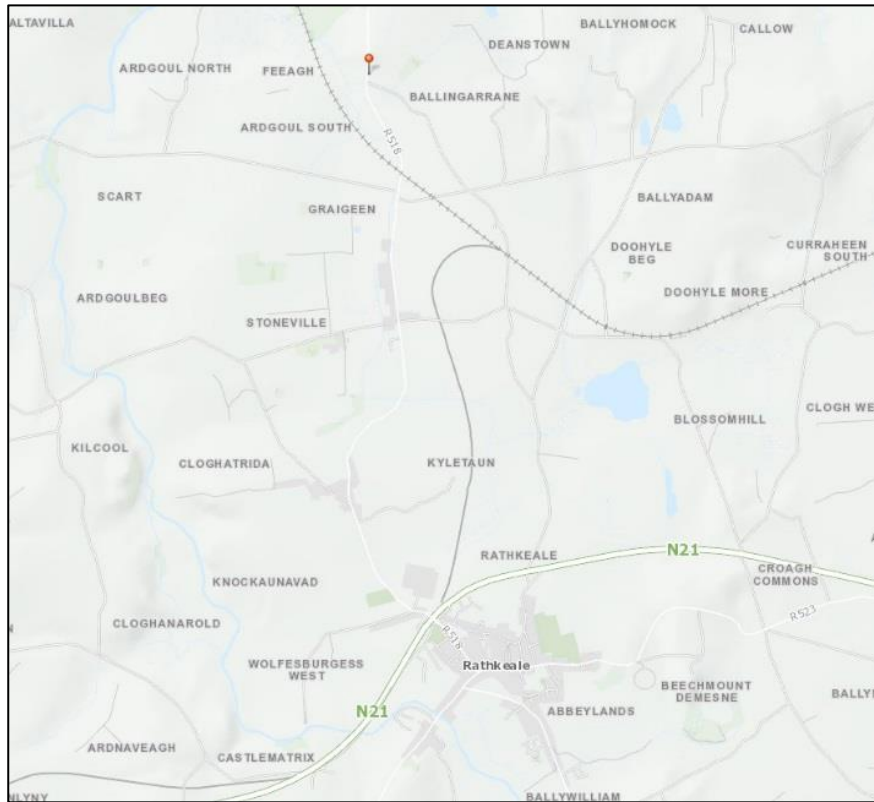 ALTAVILLA
BALLYHOMOCK
CALLOW
DEANSTOWN
ARDGOUL NORTH
FEEAGH
BALLINGARRANE
ARDGOUL SOUTH
R518
SCART
GRAIGEEN
BALLYADAM
DOOHYLE
BEG
CURRAHEEN
SOUTH
ARDGOULBEG
DOOHYLE MORE
STONEVILLE
BLOSSOMHILL
CLOGH WE
KILCOOL
CLOGHATRIDA
KYLETAUN
RATHKEALE
N21
CROAGH
COMMONS
KNOCKAUNAVAD
CLOGHANAROLD
R523
R518
WOLFESBURGESS
WEST
Rathkeale
BEECHMOUNT
DEMESNE
BALLYN
N21
ABBEYLANDS
ARDNAVEAGH
CASTLEMATRIX
NLYNY
BALLYWILLIAM